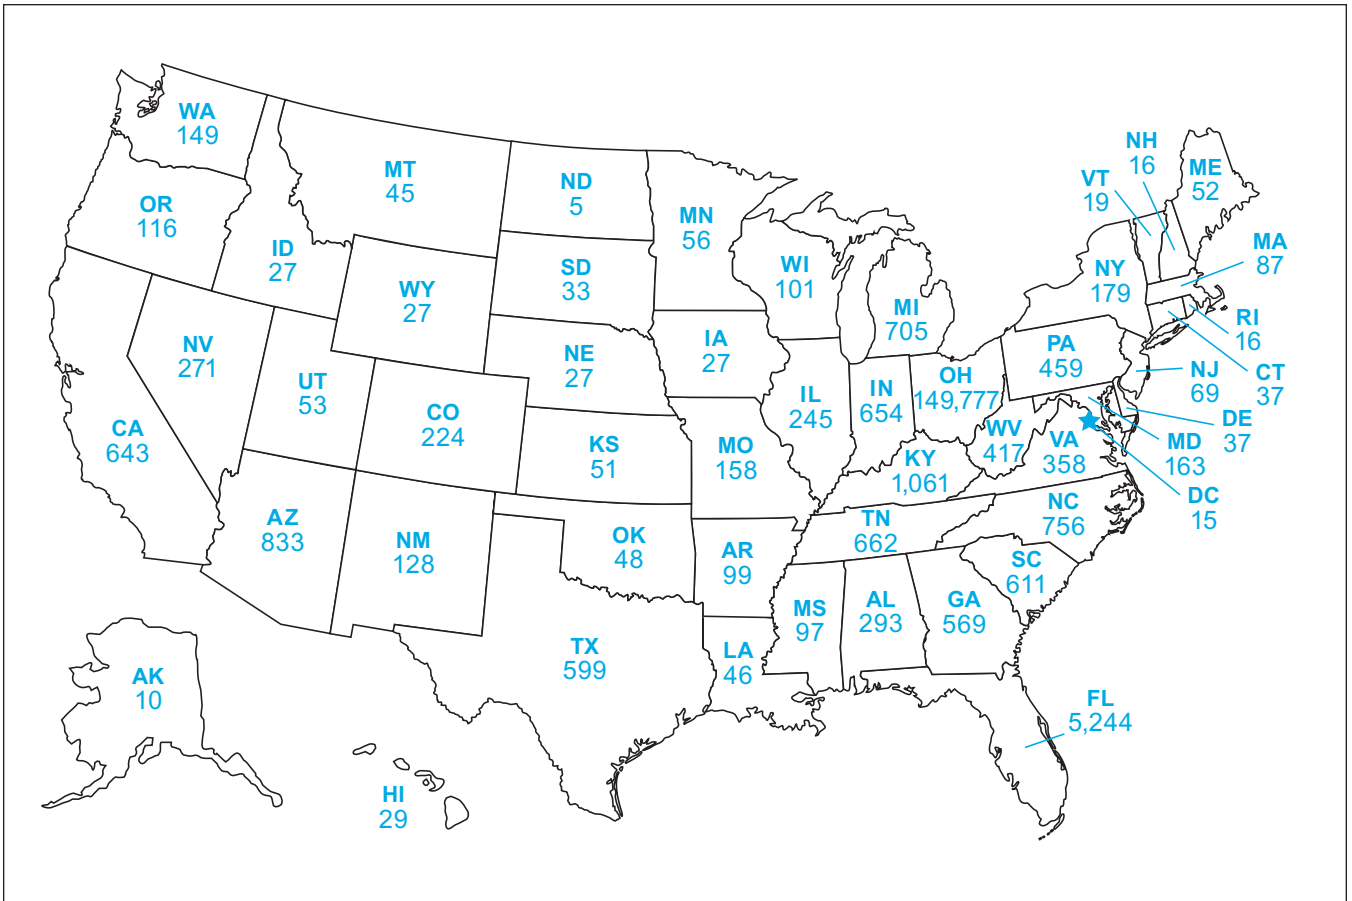 WA
149
OR
116
ID
27
MT
45
ND
5
MN
56
SD
33
WY
27
WI
101
MI
705
NV
271
UT
53
CO
224
NE
27
IA
27
IL
245
IN
654
OH
149,777
PA
459
NY
179
VT
19
NH
16
ME
52
MA
87
RI
16
CT
37
NJ
69
DE
37
MD
163
DC
15
CA
643
AZ
833
NM
128
KS
51
MO
158
KY
1,061
WV
417
VA
358
NC
756
TN
662
SC
611
OK
48
AR
99
MS
97
AL
293
GA
569
TX
599
LA
46
FL
5,244
AK
10
HI
29